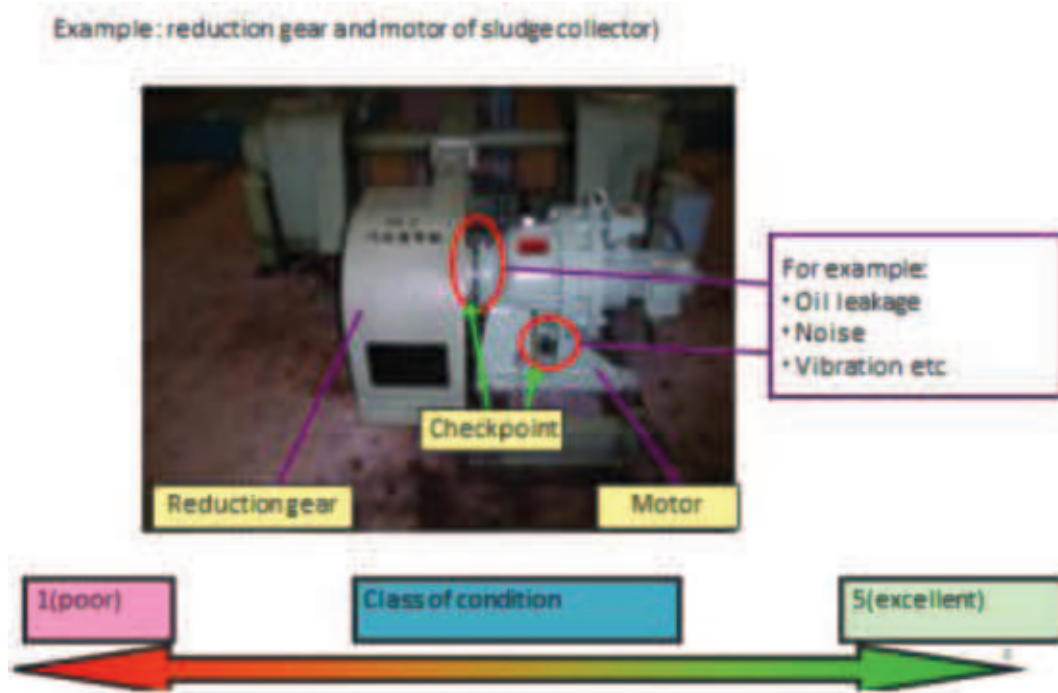 Example : reduction gear and motor of sludge collector)
For example:
• Oil leakage
• Noise
• Vibration etc
Checkpoint
Reduction gear
Motor
1(poor)
Class of condition
5(excellent)